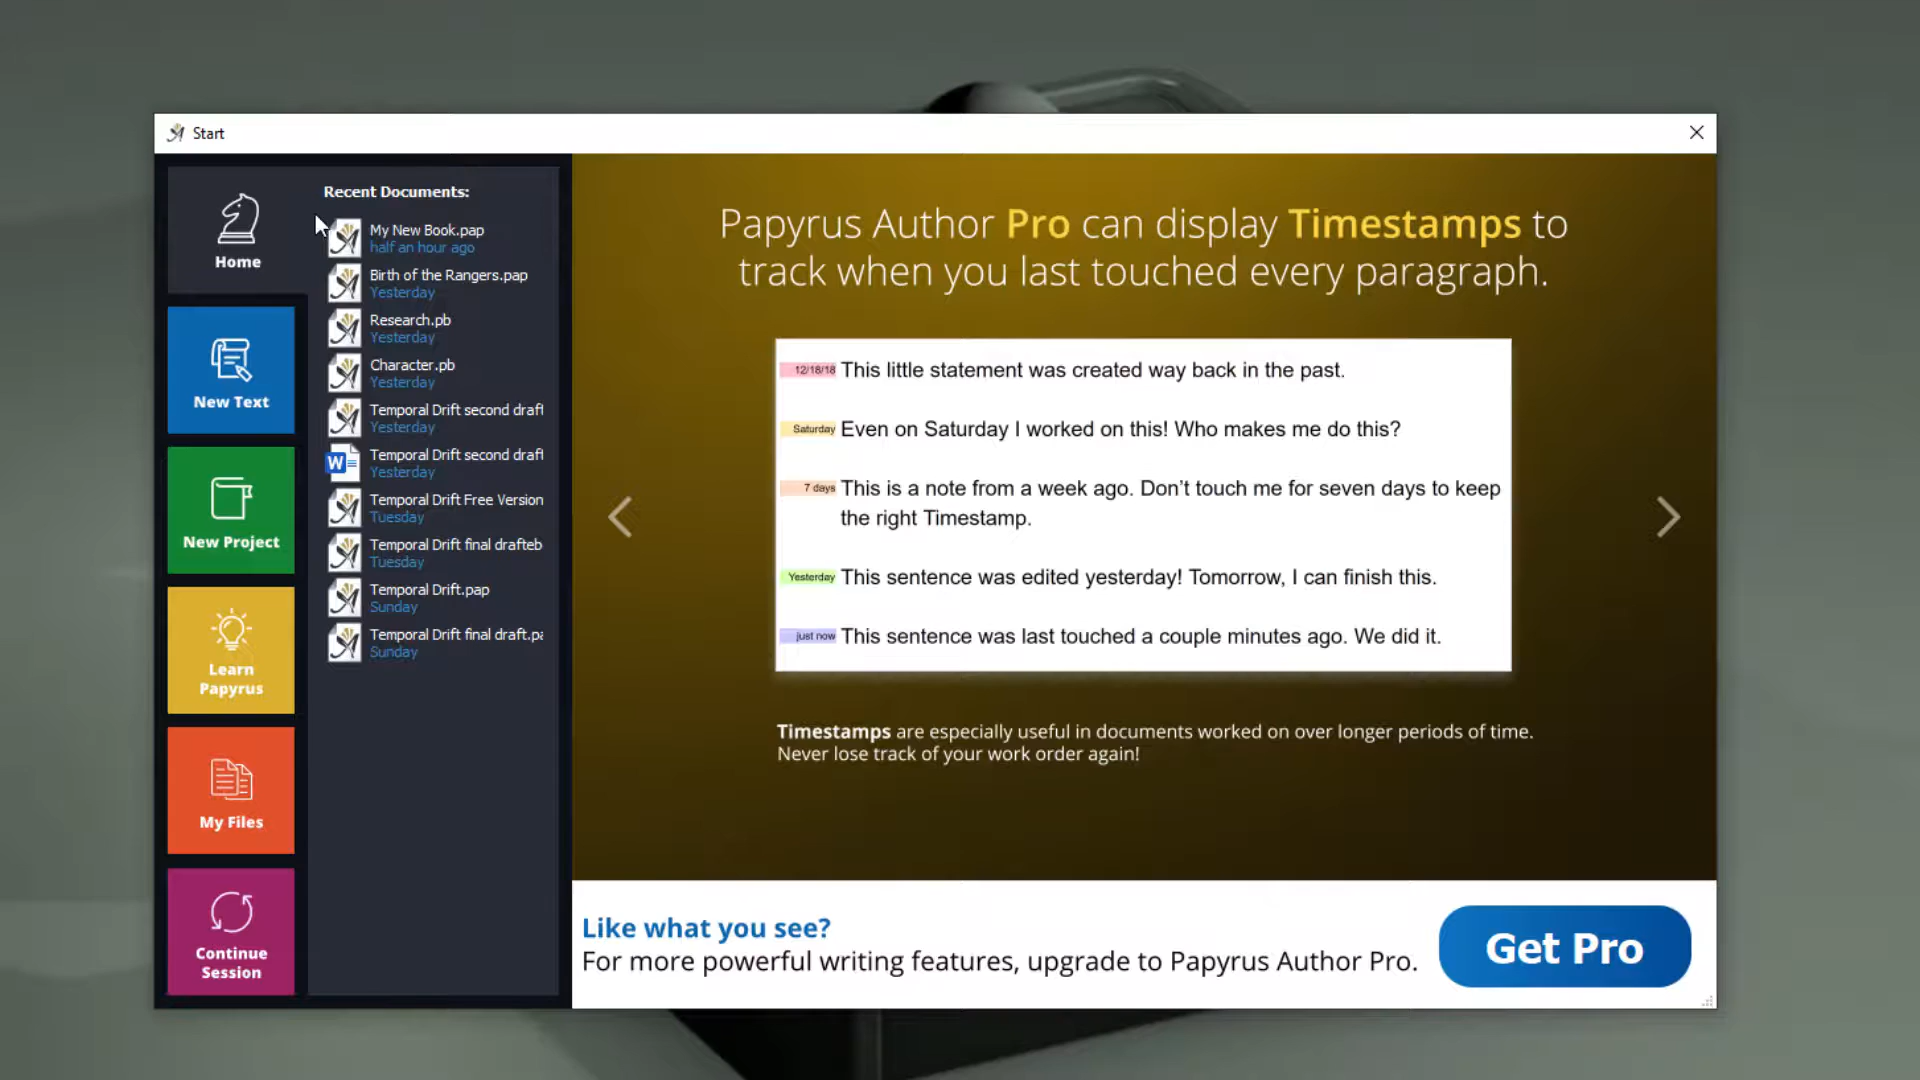 Start
Home
New Text
New Project
Learn
Papyrus
My Files
Continue
Session
Recent Documents:
My New Book.pap
half an hour ago
Birth of the Rangers.pap
Yesterday
Research.pb
Yesterday
Character.pb
Yesterday
Temporal Drift second draft
Yesterday
W
Temporal Drift second draft
Yesterday
Temporal Drift Free Version
Tuesday
Temporal Drift final drafteb
Tuesday
Temporal Drift.pap
Sunday
Temporal Drift final draft.pa
Sunday
Papyrus Author Pro can display Timestamps to
track when you last touched every paragraph.
12/18/18 This little statement was created way back in the past.
Saturday Even on Saturday I worked on this! Who makes me do this?
7 days This is a note from a week ago. Don't touch me for seven days to keep
the right Timestamp.
Yesterday This sentence was edited yesterday! Tomorrow, I can finish this.
just now This sentence was last touched a couple minutes ago. We did it.
Timestamps are especially useful in documents worked on over longer periods of time.
Never lose track of your work order again!
Like what you see?
For more powerful writing features, upgrade to Papyrus Author Pro.
Get Pro